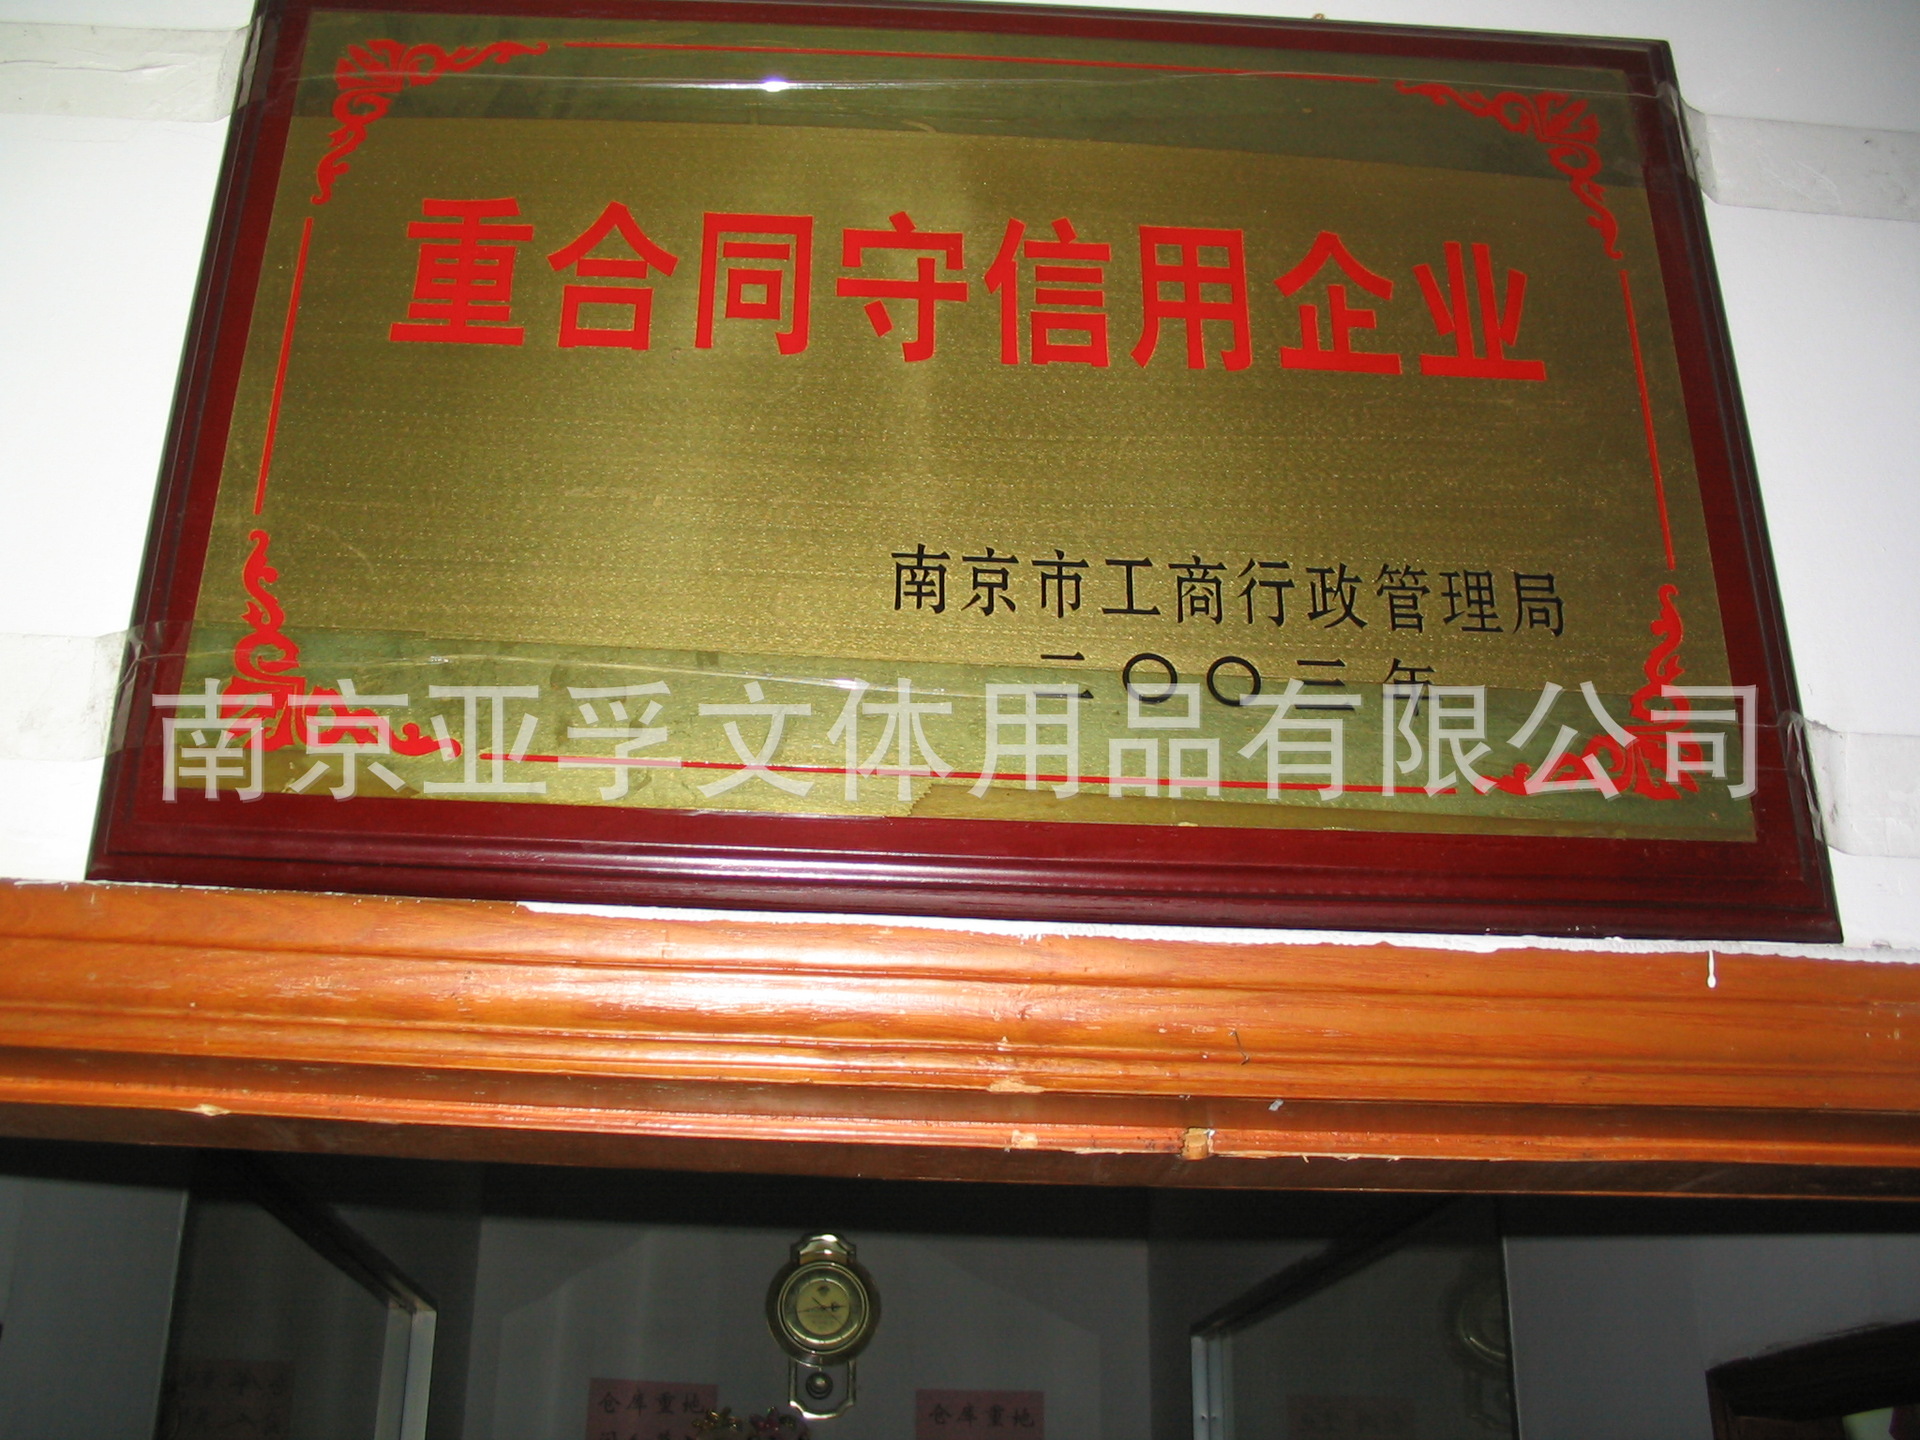 重合同守信用企业
南京市工商行政管理局
二〇〇三年
南京亚孚文体用品有限公司
仓库重地
仓库重地